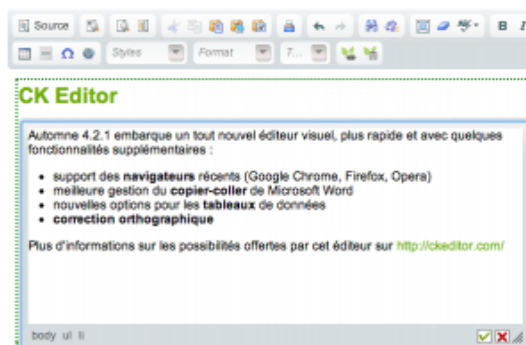 Source
B I
Styles Format T...
CK Editor
Automne 4.2.1 embarque un tout nouvel éditeur visuel, plus rapide et avec quelques
fonctionnalités supplémentaires :
support des navigateurs récents (Google Chrome, Firefox, Opera)
meilleure gestion du copier-coller de Microsoft Word
nouvelles options pour les tableaux de données
correction orthographique
Plus d'informations sur les possibilités offertes par cet éditeur sur http://ckeditor.com/
body ul li